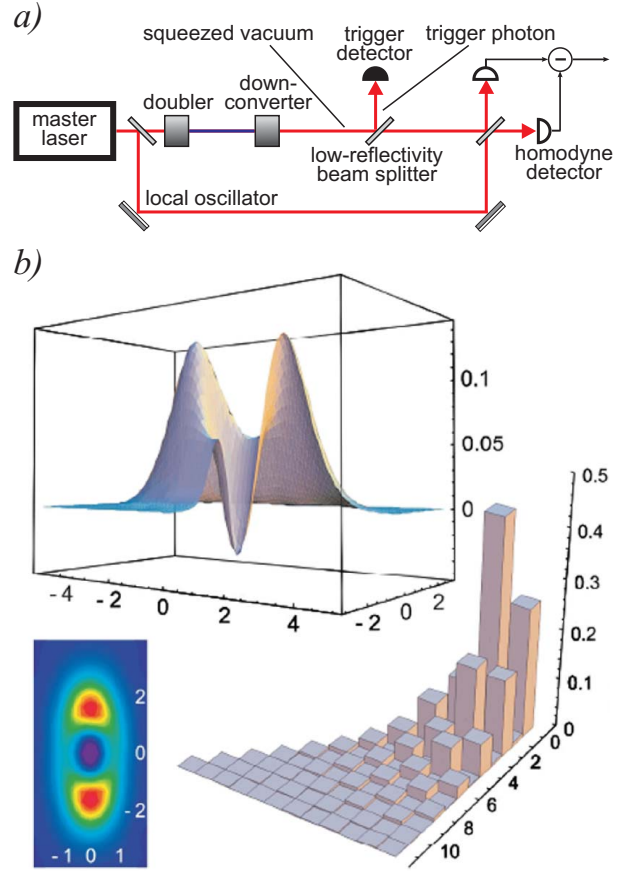 a)
squeezed vacuum
trigger
detector
trigger photon
−
master
laser
doubler
down-
converter
low-reflectivity
beam splitter
homodyne
detector
local oscillator
b)
0.1
0.05
0
- 4
- 2
0
2
4
- 2
0
2
0.5
0.4
0.3
0.2
0.1
0
0
2
4
6
8
10
2
0
- 2
- 1 0 1